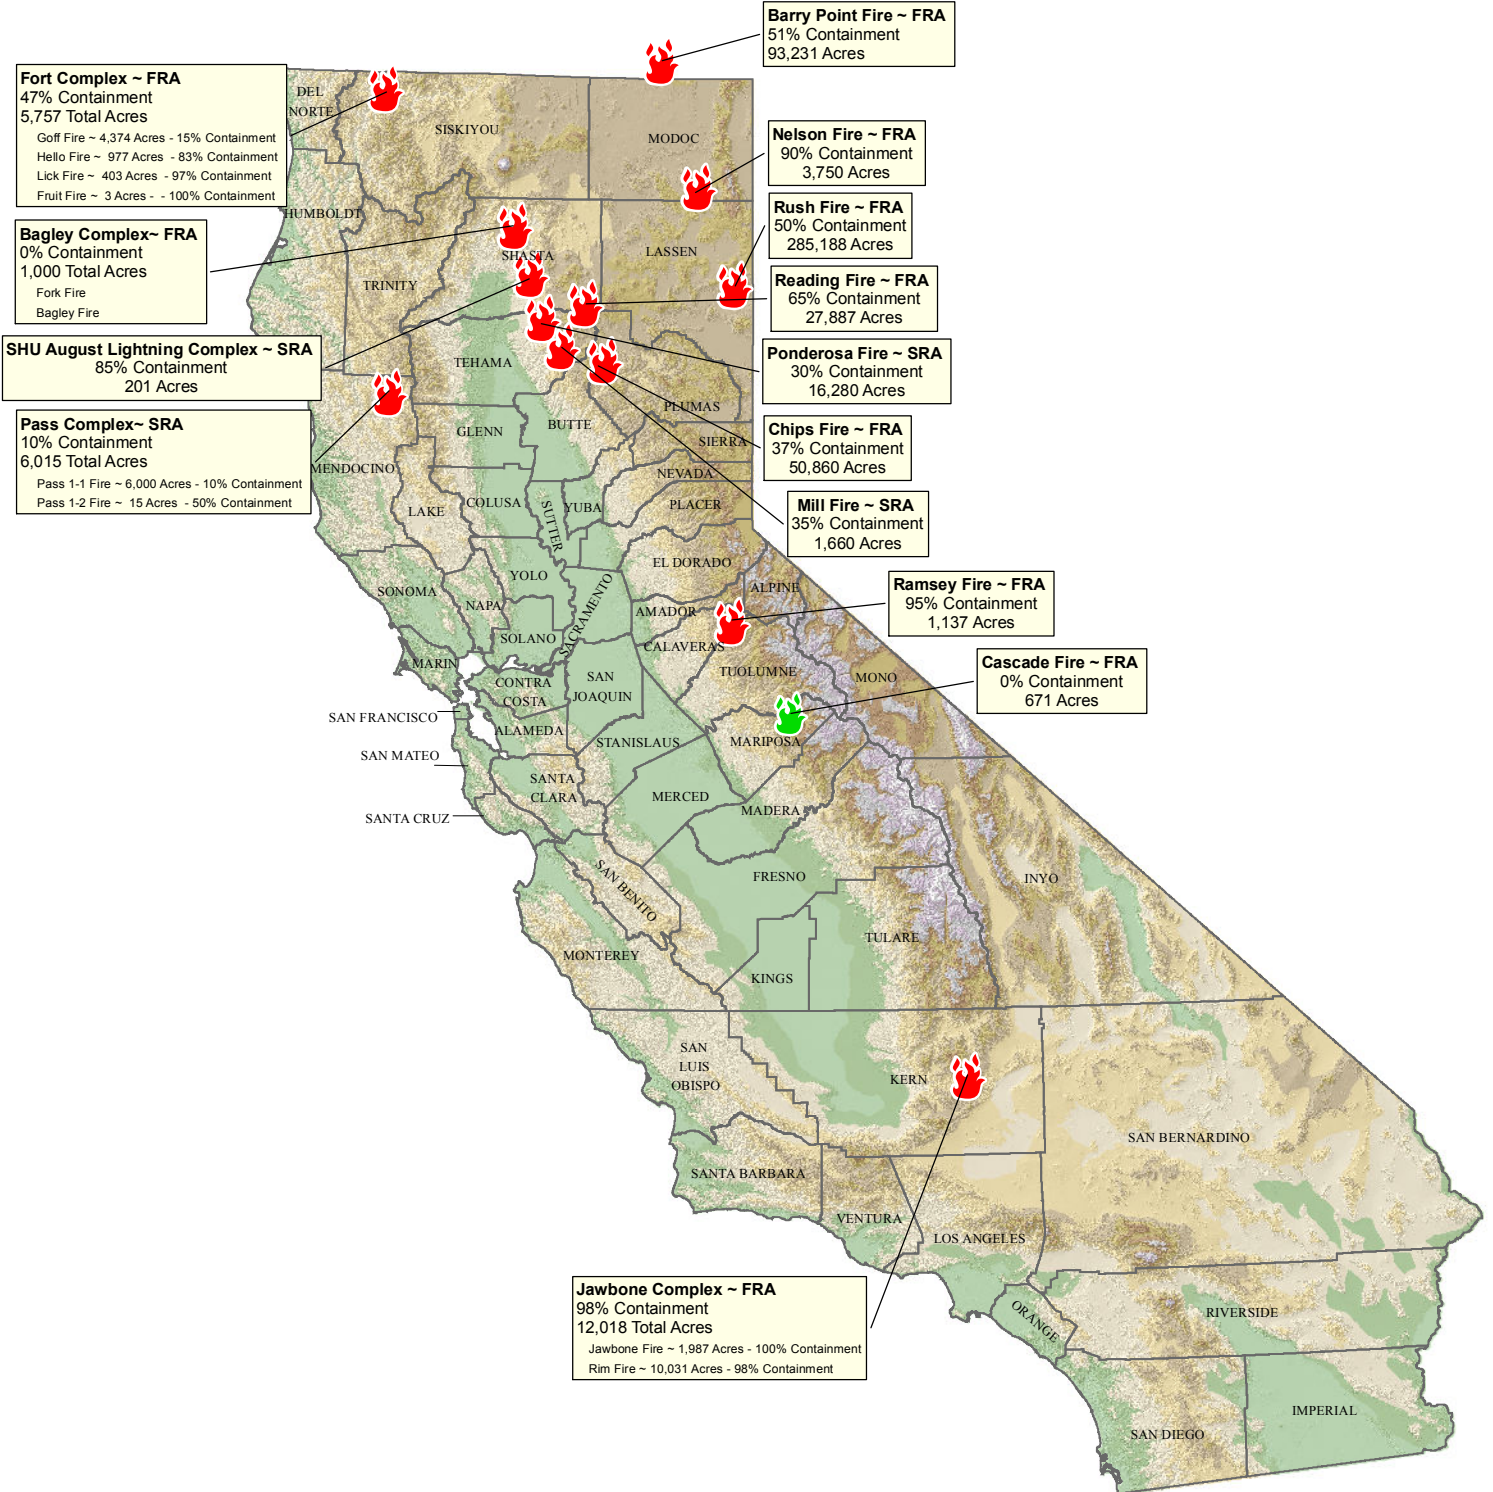 Barry Point Fire ~ FRA
51% Containment
93,231 Acres
Fort Complex ~ FRA
47% Containment
5,757 Total Acres
Goff Fire ~ 4,374 Acres - 15% Containment
Hello Fire ~ 977 Acres - 83% Containment
Lick Fire ~ 403 Acres - 97% Containment
Fruit Fire ~ 3 Acres - - 100% Containment
Nelson Fire ~ FRA
90% Containment
3,750 Acres
Rush Fire ~ FRA
50% Containment
285,188 Acres
Bagley Complex~ FRA
0% Containment
1,000 Total Acres
Fork Fire
Bagley Fire
Reading Fire ~ FRA
65% Containment
27,887 Acres
SHU August Lightning Complex ~ SRA
85% Containment
201 Acres
Ponderosa Fire ~ SRA
30% Containment
16,280 Acres
Pass Complex~ SRA
10% Containment
6,015 Total Acres
Pass 1-1 Fire ~ 6,000 Acres - 10% Containment
Pass 1-2 Fire ~ 15 Acres - 50% Containment
Chips Fire ~ FRA
37% Containment
50,860 Acres
Mill Fire ~ SRA
35% Containment
1,660 Acres
Ramsey Fire ~ FRA
95% Containment
1,137 Acres
Cascade Fire ~ FRA
0% Containment
671 Acres
Jawbone Complex ~ FRA
98% Containment
12,018 Total Acres
Jawbone Fire ~ 1,987 Acres - 100% Containment
Rim Fire ~ 10,031 Acres - 98% Containment
DEL
NORTE
SISKIYOU
MODOC
HUMBOLDT
TRINITY
SHASTA
LASSEN
TEHAMA
PLUMAS
BUTTE
GLENN
SIERRA
MENDOCINO
NEVADA
COLUSA
SUTTER
YUBA
PLACER
LAKE
EL DORADO
YOLO
ALPINE
SONOMA
NAPA
SACRAMENTO
AMADOR
SOLANO
CALAVERAS
MARIN
TUOLUMNE
MONO
CONTRA
COSTA
SAN
JOAQUIN
SAN FRANCISCO
ALAMEDA
STANISLAUS
MARIPOSA
SAN MATEO
SANTA
CLARA
MERCED
MADERA
SANTA CRUZ
SAN BENITO
FRESNO
INYO
TULARE
MONTEREY
KINGS
SAN
LUIS
OBISPO
KERN
SAN BERNARDINO
SANTA BARBARA
VENTURA
LOS ANGELES
ORANGE
RIVERSIDE
IMPERIAL
SAN DIEGO